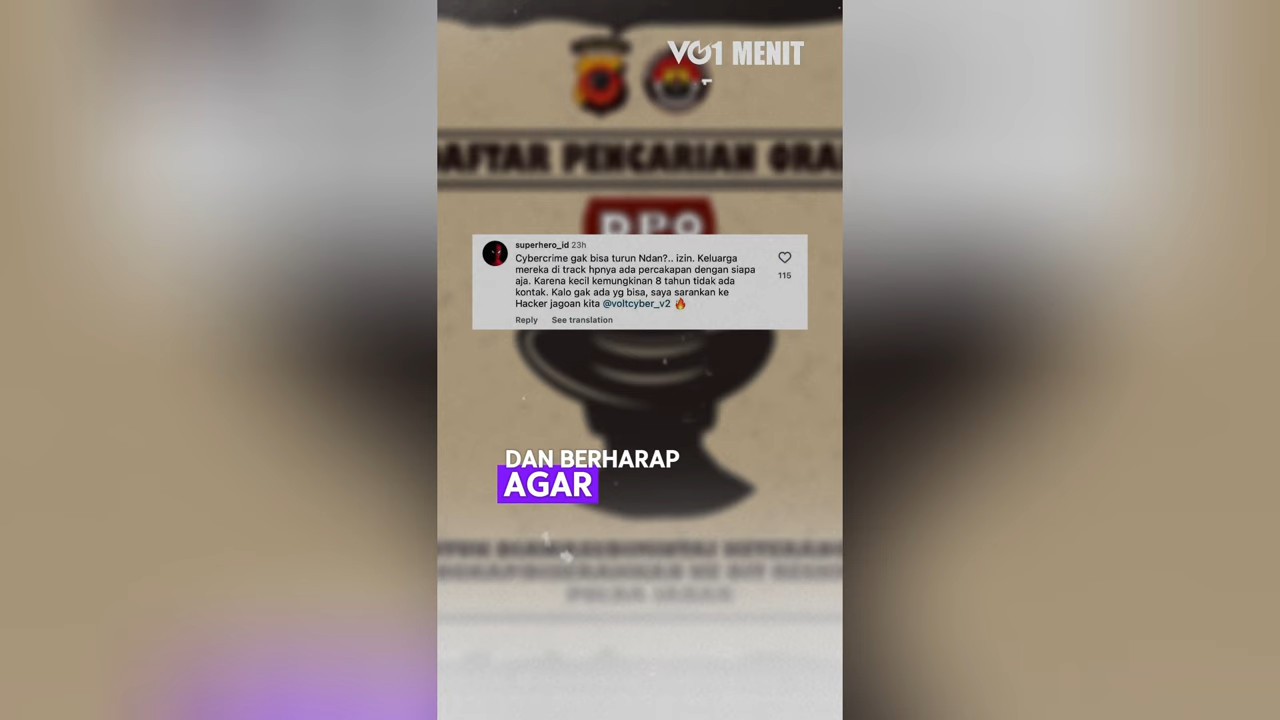 VO1 MENIT
DAFTAR PENCARIAN ORA
DPO
superhero_id 23h
Cybercrime gak bisa turun Ndan?.. izin. Keluarga
mereka di track hpnya ada percakapan dengan siapa
aja. Karena kecil kemungkinan 8 tahun tidak ada
kontak. Kalo gak ada yg bisa, saya sarankan ke
Hacker jagoan kita @voltcyber_v2 🔥
115
Reply See translation
DAN BERHARAP
AGAR